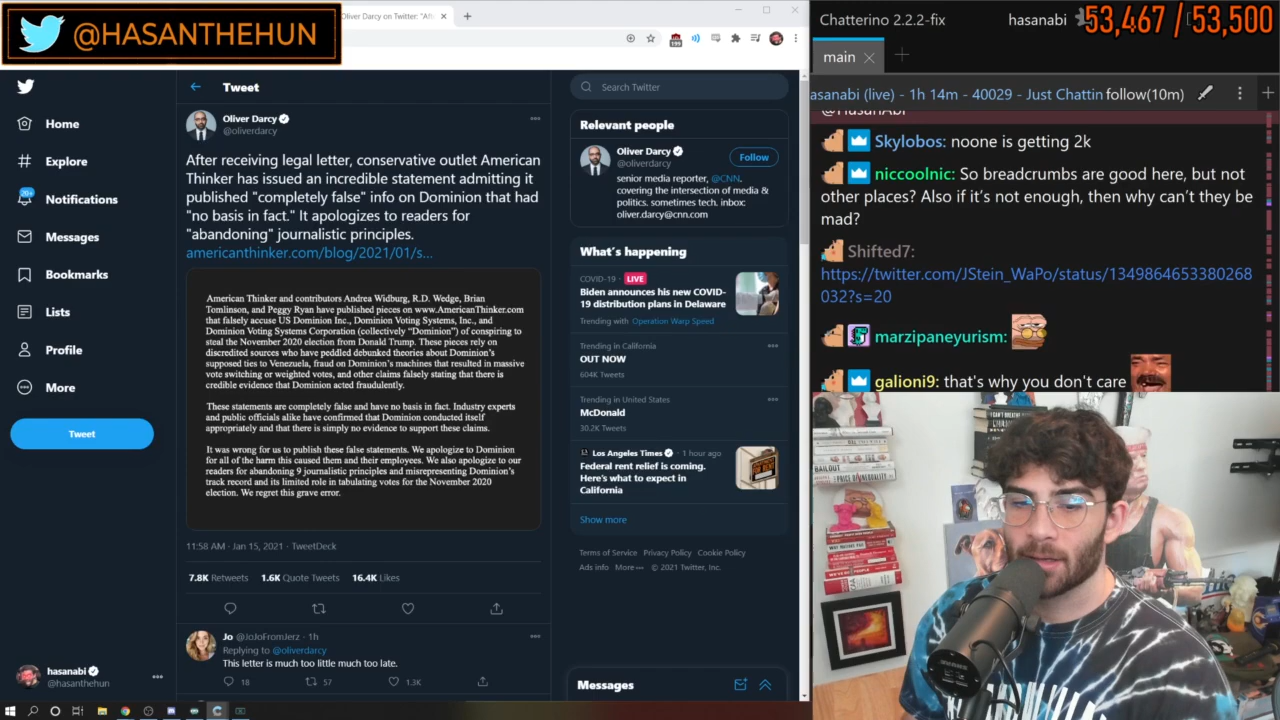 @HASANTHEHUN
Oliver Darcy on Twitter: "Aft
Tweet
Search Twitter
Home
Explore
20+
Notifications
Messages
Bookmarks
Lists
Profile
More
Tweet
hasanabi
@hasanthehun
Oliver Darcy
@oliverdarcy
After receiving legal letter, conservative outlet American
Thinker has issued an incredible statement admitting it
published "completely false" info on Dominion that had
"no basis in fact." It apologizes to readers for
"abandoning" journalistic principles.
americanthinker.com/blog/2021/01/s...
American Thinker and contributors Andrea Widburg, R.D. Wedge, Brian
Tomlinson, and Peggy Ryan have published pieces on www.AmericanThinker.com
that falsely accuse US Dominion Inc., Dominion Voting Systems, Inc., and
Dominion Voting Systems Corporation (collectively "Dominion") of conspiring to
steal the November 2020 election from Donald Trump. These pieces rely on
discredited sources who have peddled debunked theories about Dominion's
supposed ties to Venezuela, fraud on Dominion's machines that resulted in massive
vote switching or weighted votes, and other claims falsely stating that there is
credible evidence that Dominion acted fraudulently.
These statements are completely false and have no basis in fact. Industry experts
and public officials alike have confirmed that Dominion conducted itself
appropriately and that there is simply no evidence to support these claims.
It was wrong for us to publish these false statements. We apologize to Dominion
for all of the harm this caused them and their employees. We also apologize to our
readers for abandoning 9 journalistic principles and misrepresenting Dominion's
track record and its limited role in tabulating votes for the November 2020
election. We regret this grave error.
11:58 AM · Jan 15, 2021 · TweetDeck
7.8K Retweets 1.6K Quote Tweets 16.4K Likes
Jo @JoJoFromJerz · 1h
Replying to @oliverdarcy
This letter is much too little much too late.
18 57 1.3K
Relevant people
Oliver Darcy
@oliverdarcy
Follow
senior media reporter, @CNN.
covering the intersection of media &
politics. sometimes tech. inbox:
oliver.darcy@cnn.com
What's happening
COVID-19 · LIVE
Biden announces his new COVID-
19 distribution plans in Delaware
Trending with Operation Warp Speed
Trending in California
OUT NOW
604K Tweets
Trending in United States
McDonald
30.2K Tweets
Los Angeles Times · 1 hour ago
Federal rent relief is coming.
Here's what to expect in
California
Show more
Terms of Service Privacy Policy Cookie Policy
Ads info More··· © 2021 Twitter, Inc.
Messages
Chatterino 2.2.2-fix
hasanabi
53,467 / 53,500
main
asanabi (live) - 1h 14m - 40029 - Just Chattin follow(10m)
@HasanAbi
Skylobos: noone is getting 2k
niccoolnic: So breadcrumbs are good here, but not
other places? Also if it's not enough, then why can't they be
mad?
Shifted7:
https://twitter.com/JStein_WaPo/status/1349864653380268
032?s=20
marzipaneyurism:
galioni9: that's why you don't care